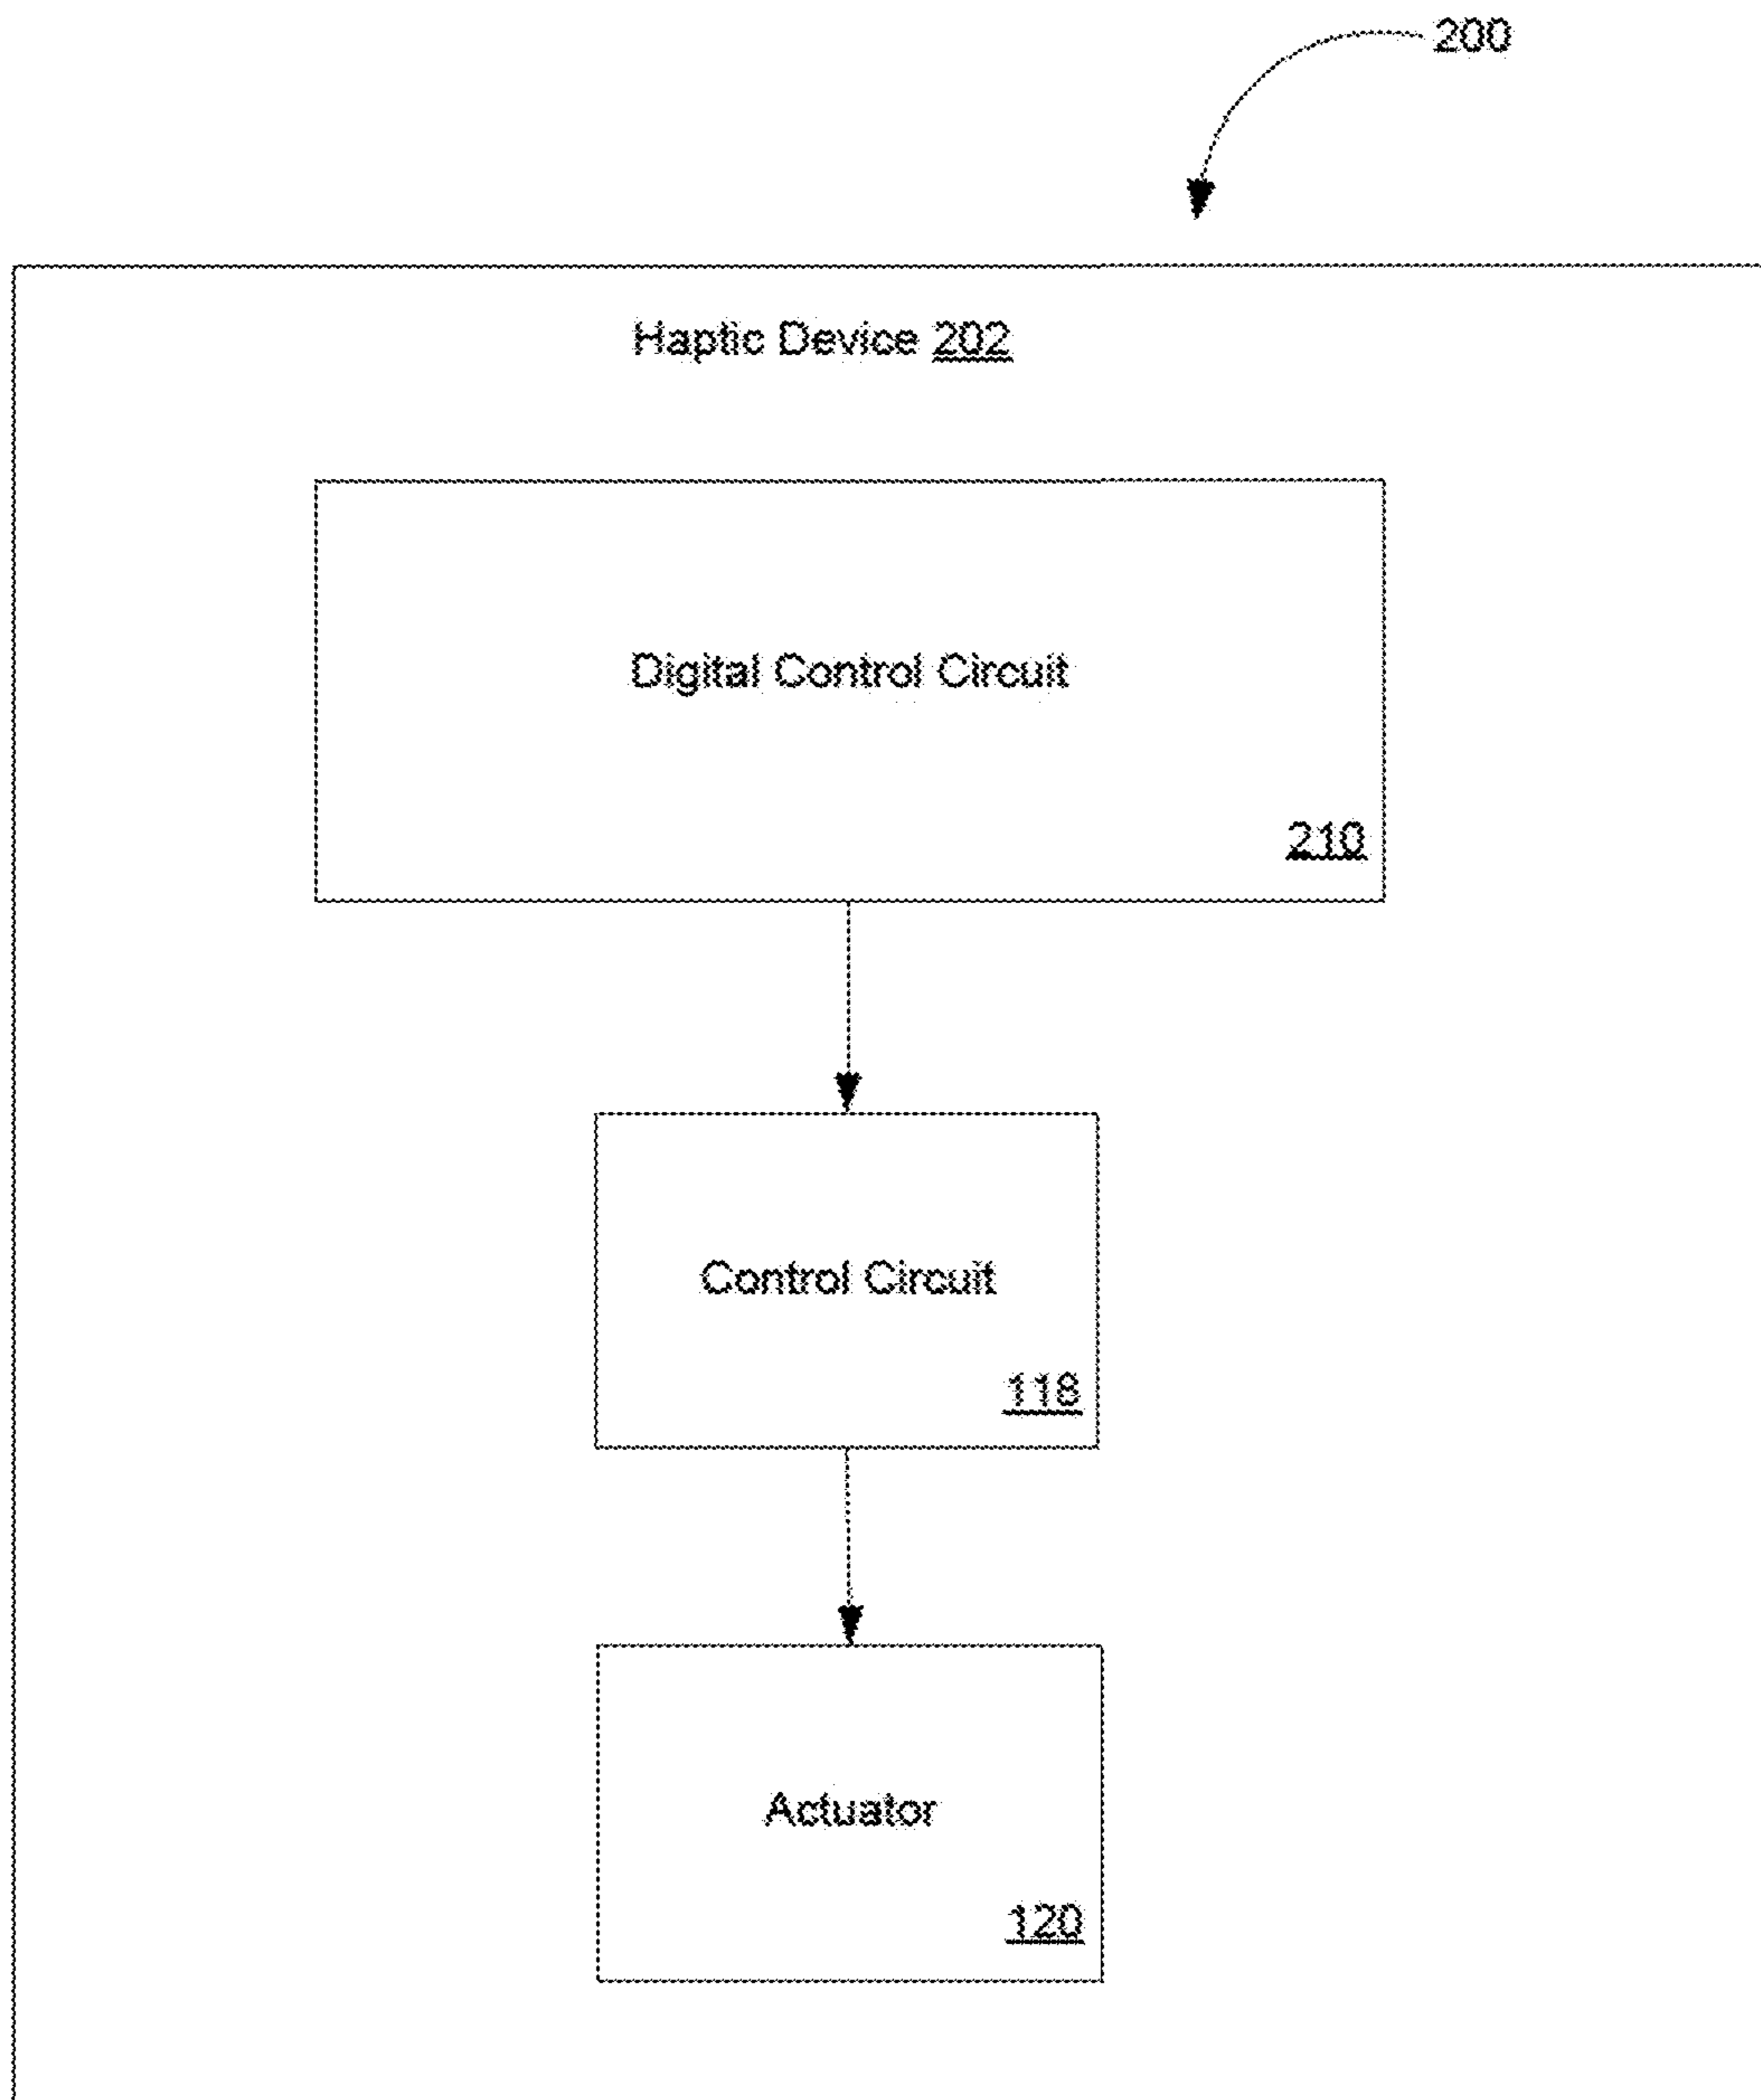 200
Haptic Device 202
Digital Control Circuit
210
Control Circuit
118
Actuator
120